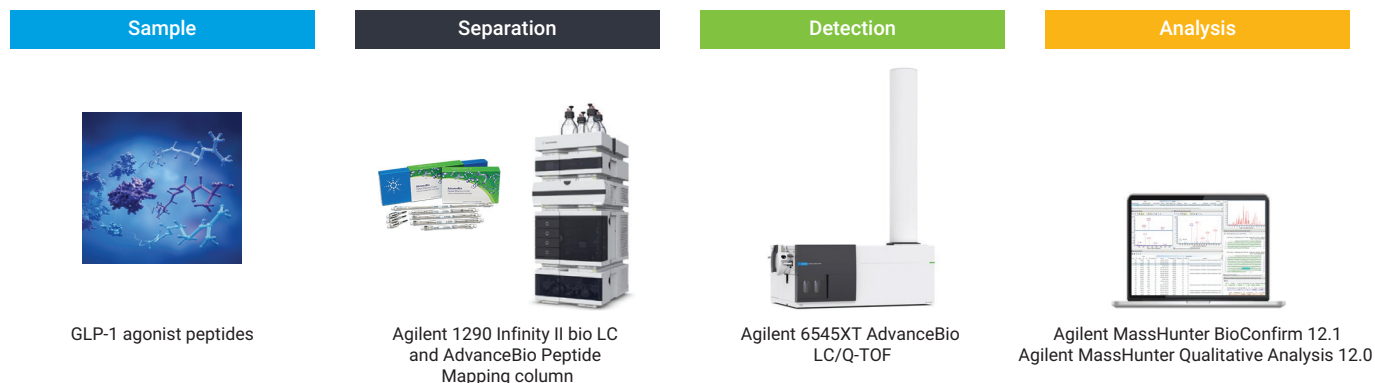 Sample
Separation
Detection
Analysis
GLP-1 agonist peptides
Agilent 1290 Infinity II bio LC
and AdvanceBio Peptide
Mapping column
Agilent 6545XT AdvanceBio
LC/Q-TOF
Agilent MassHunter BioConfirm 12.1
Agilent MassHunter Qualitative Analysis 12.0